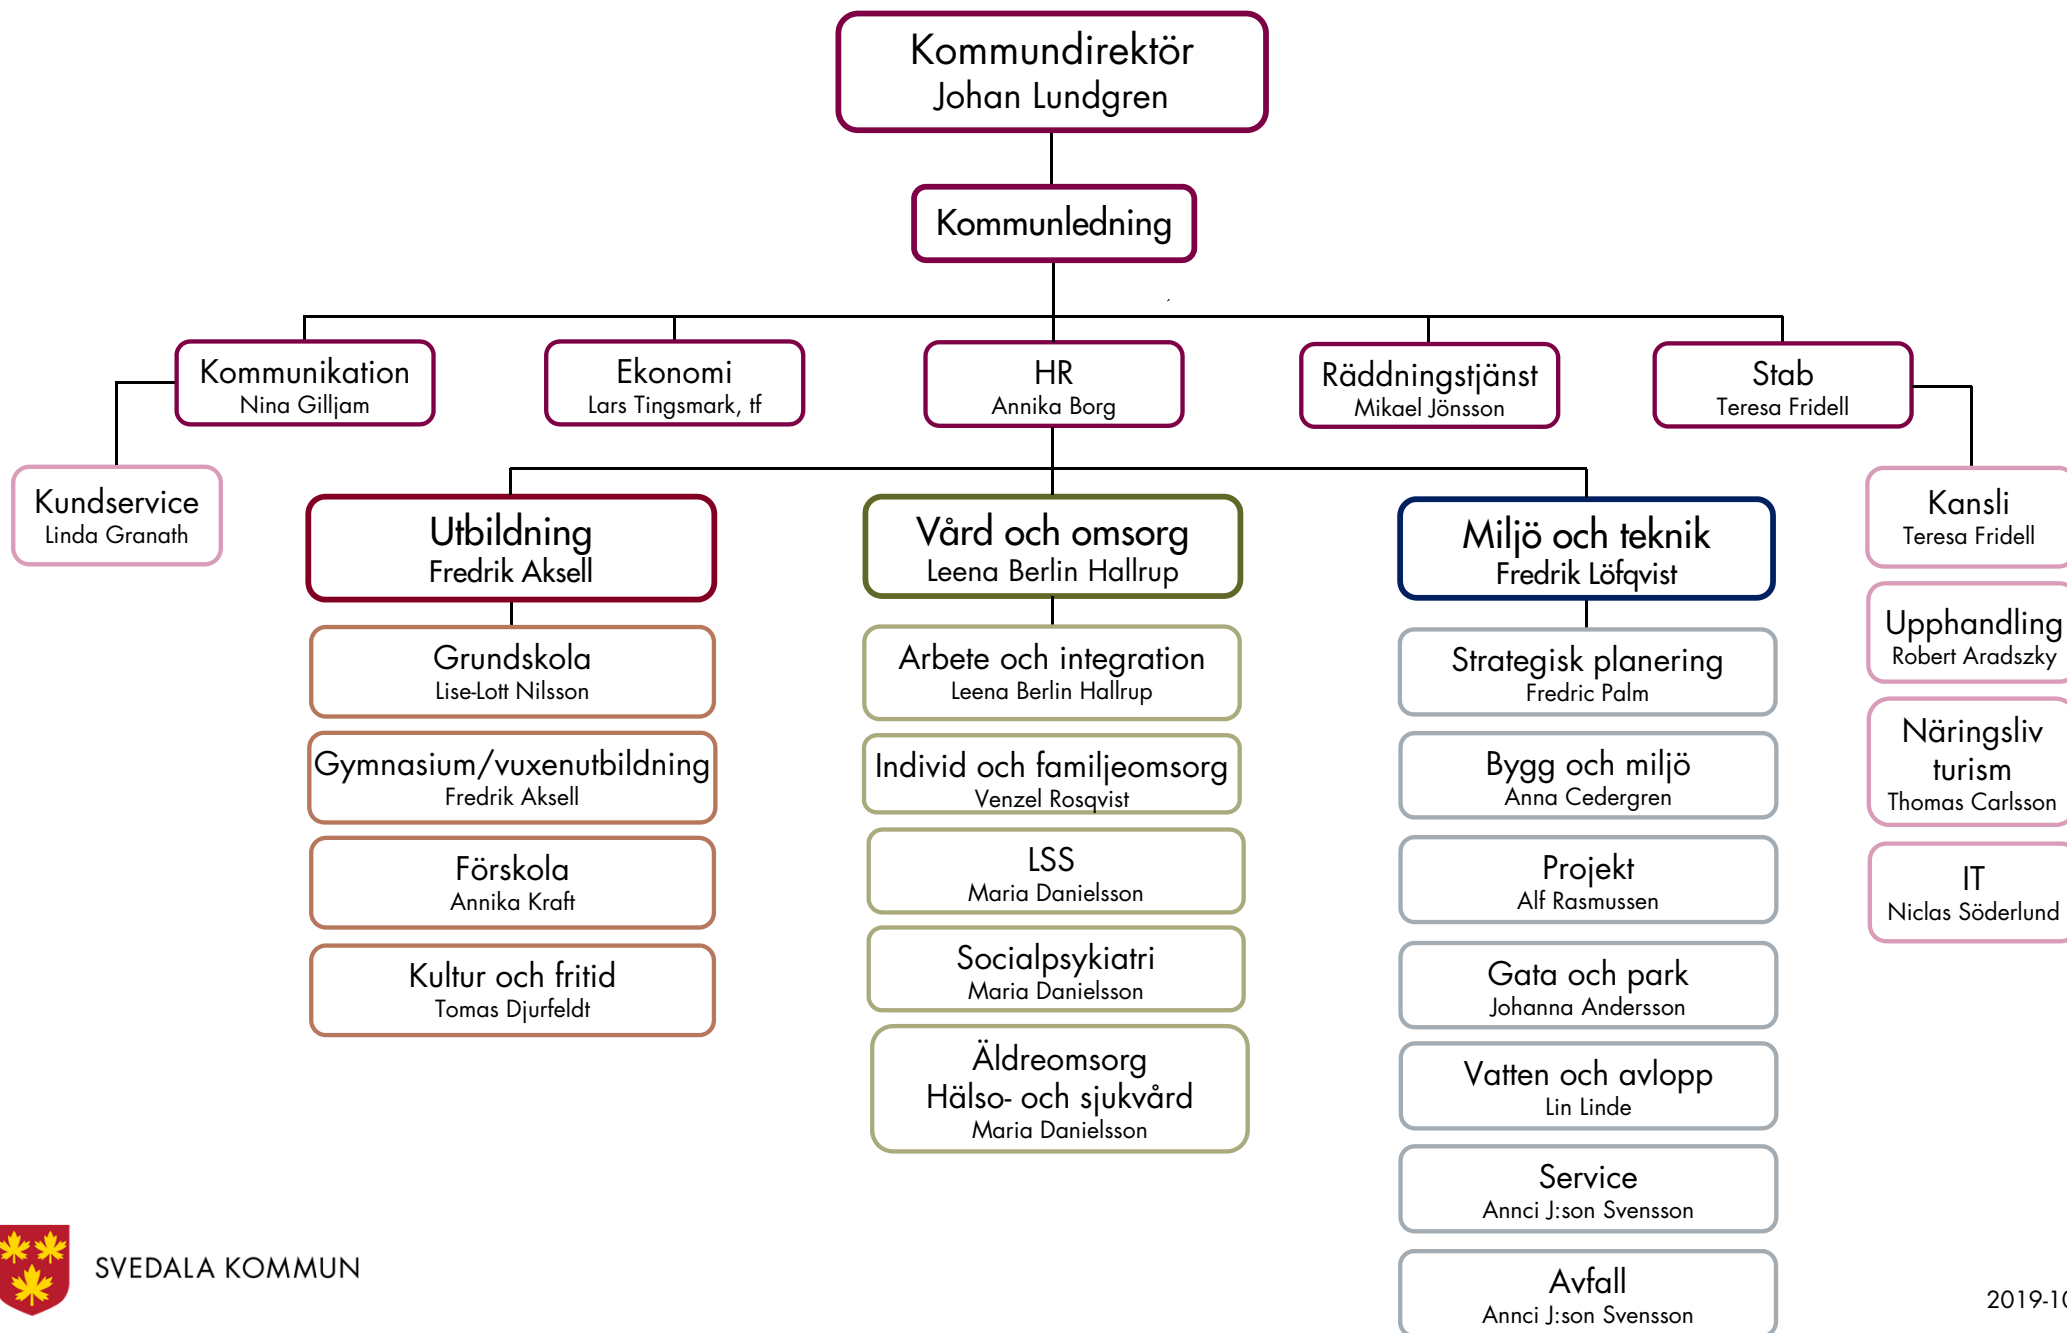 Kommundirektör
Johan Lundgren
Kommunledning
Kommunikation
Nina Gilljam
Ekonomi
Lars Tingsmark, tf
HR
Annika Borg
Räddningstjänst
Mikael Jönsson
Stab
Teresa Fridell
Kundservice
Linda Granath
Utbildning
Fredrik Aksell
Grundskola
Lise-Lott Nilsson
Gymnasium/vuxenutbildning
Fredrik Aksell
Förskola
Annika Kraft
Kultur och fritid
Tomas Djurfeldt
Vård och omsorg
Leena Berlin Hallrup
Arbete och integration
Leena Berlin Hallrup
Individ och familjeomsorg
Venzel Rosqvist
LSS
Maria Danielsson
Socialpsykiatri
Maria Danielsson
Äldreomsorg
Hälso- och sjukvård
Maria Danielsson
Miljö och teknik
Fredrik Löfqvist
Strategisk planering
Fredric Palm
Bygg och miljö
Anna Cedergren
Projekt
Alf Rasmussen
Gata och park
Johanna Andersson
Vatten och avlopp
Lin Linde
Service
Annci J:son Svensson
Avfall
Annci J:son Svensson
Kansli
Teresa Fridell
Upphandling
Robert Aradszky
Näringsliv
turism
Thomas Carlsson
IT
Niclas Söderlund
SVEDALA KOMMUN
2019-10